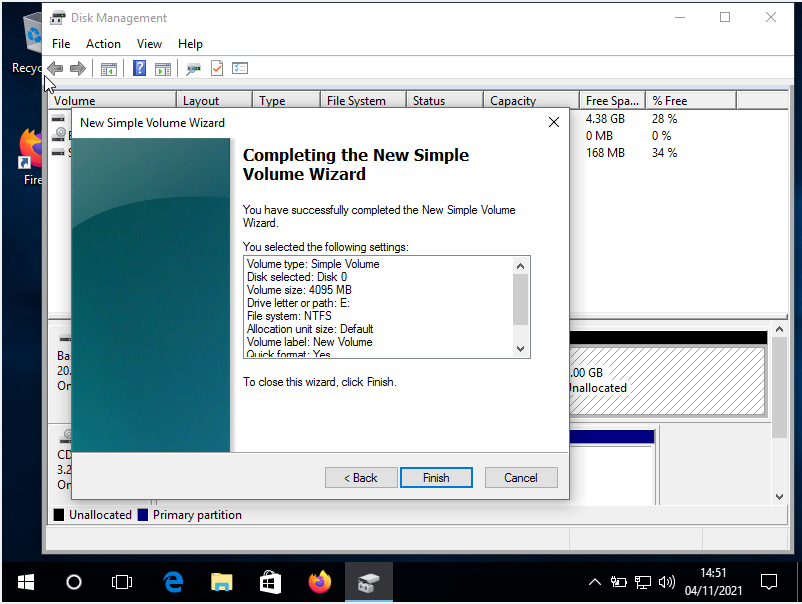 Disk Management
File Action View Help
Recyc
Volume Layout Type File System Status Capacity Free Spa... % Free
4.38 GB 28 %
0 MB 0 %
168 MB 34 %
New Simple Volume Wizard
Completing the New Simple
Volume Wizard
You have successfully completed the New Simple Volume
Wizard.
You selected the following settings:
Volume type: Simple Volume
Disk selected: Disk 0
Volume size: 4095 MB
Drive letter or path: E:
File system: NTFS
Allocation unit size: Default
Volume label: New Volume
Quick format: Yes
To close this wizard, click Finish.
< Back Finish Cancel
Fire
Ba
20.
On
.00 GB
Unallocated
CD
3.2
On
Unallocated Primary partition
14:51
04/11/2021